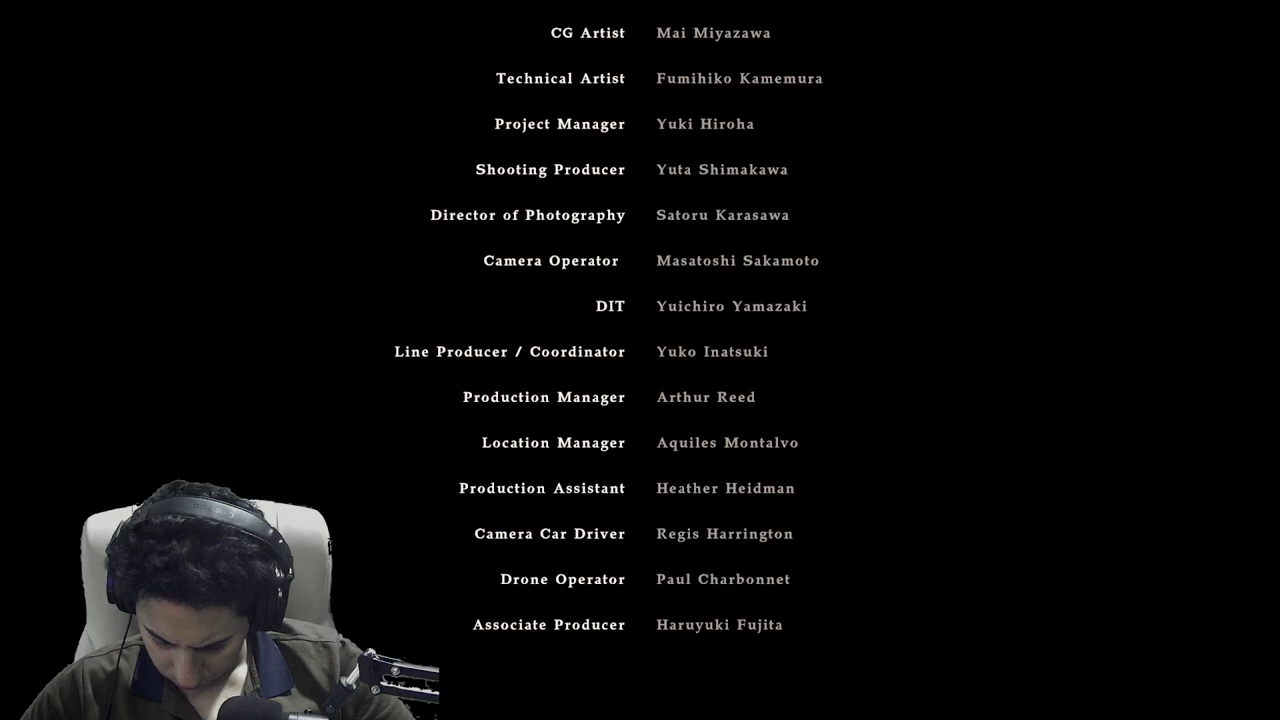 CG Artist Mai Miyazawa
Technical Artist Fumihiko Kamemura
Project Manager Yuki Hiroha
Shooting Producer Yuta Shimakawa
Director of Photography Satoru Karasawa
Camera Operator Masatoshi Sakamoto
DIT Yuichiro Yamazaki
Line Producer / Coordinator Yuko Inatsuki
Production Manager Arthur Reed
Location Manager Aquiles Montalvo
Production Assistant Heather Heidman
Camera Car Driver Regis Harrington
Drone Operator Paul Charbonnet
Associate Producer Haruyuki Fujita